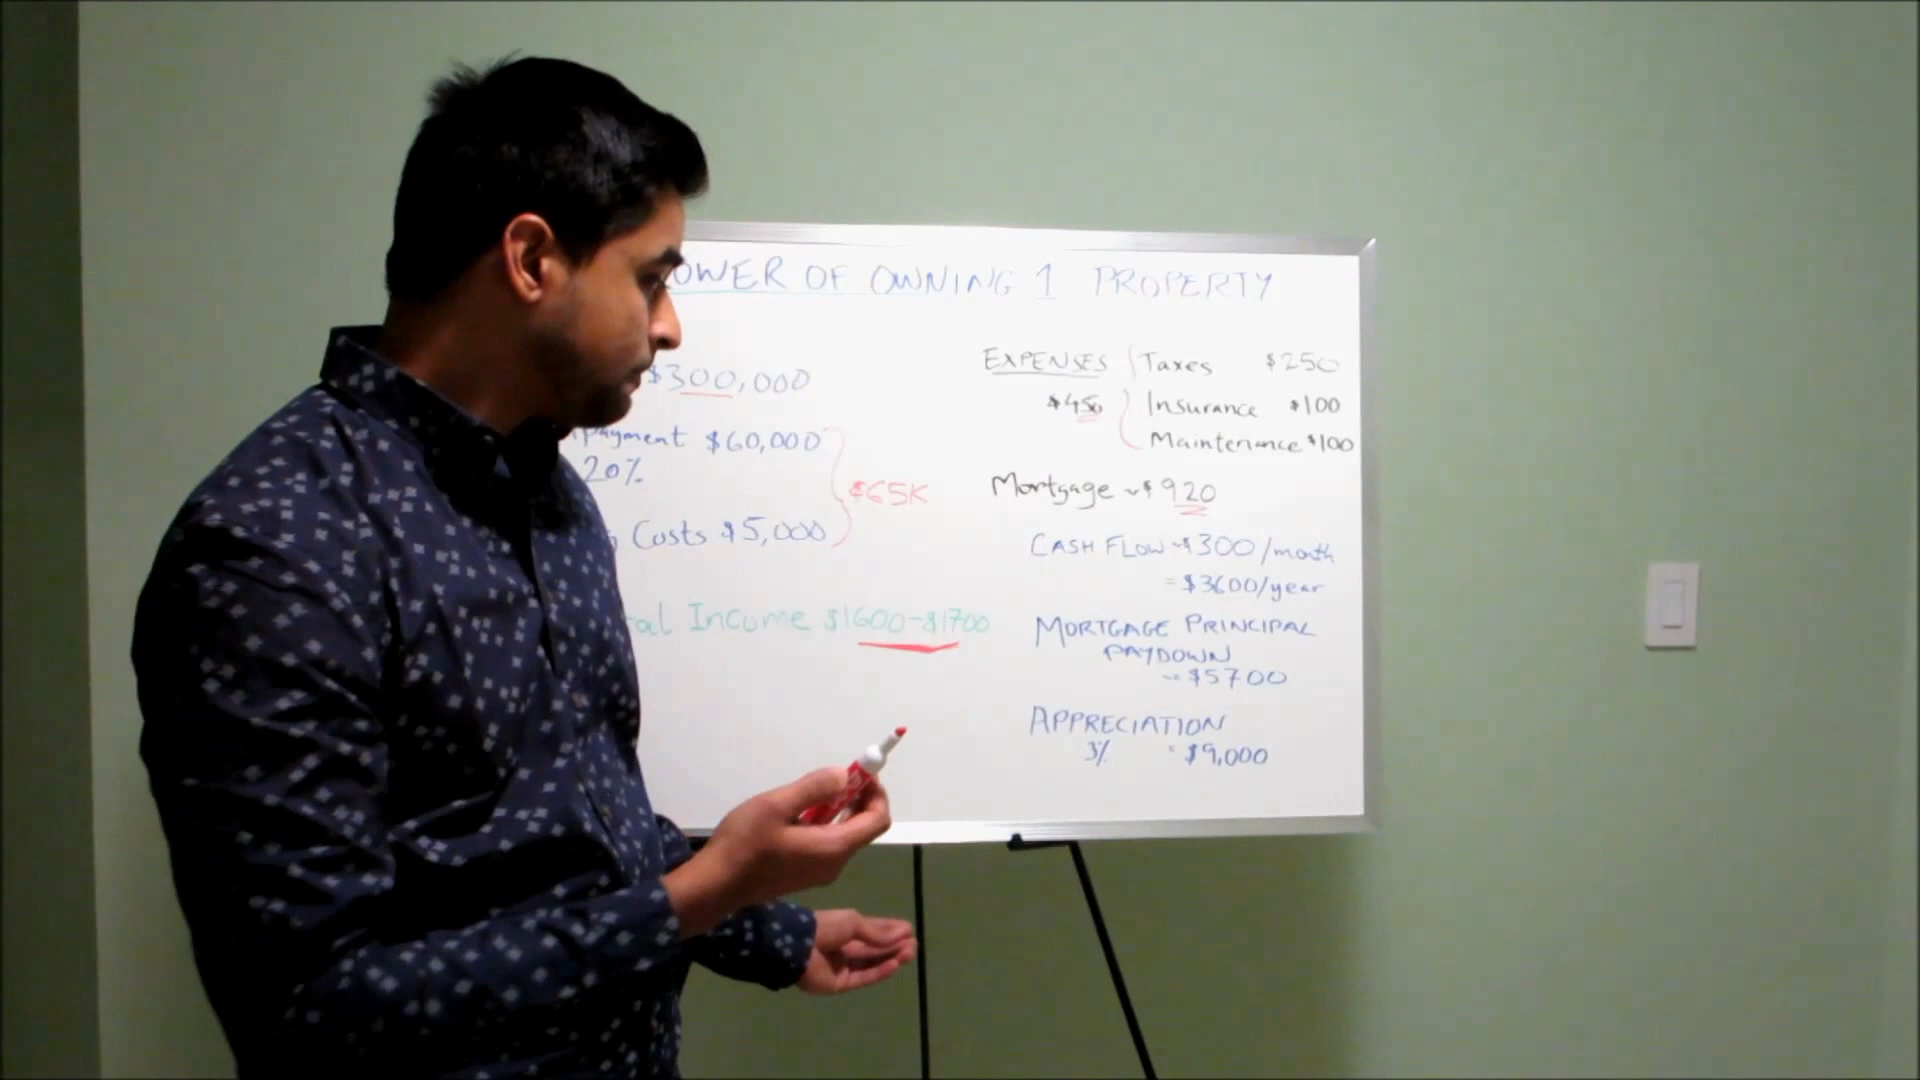 OWER OF OWNING 1 PROPERTY
$300,000
payment $60,000
20%
$65K
Costs $5,000
al Income $1600-$1700
EXPENSES Taxes $250
$450 Insurance $100
Maintenance $100
Mortgage ~$920
CASH FLOW ~$300/month
= $3600/year
MORTGAGE PRINCIPAL
PAYDOWN
~ $5700
APPRECIATION
3% = $9,000